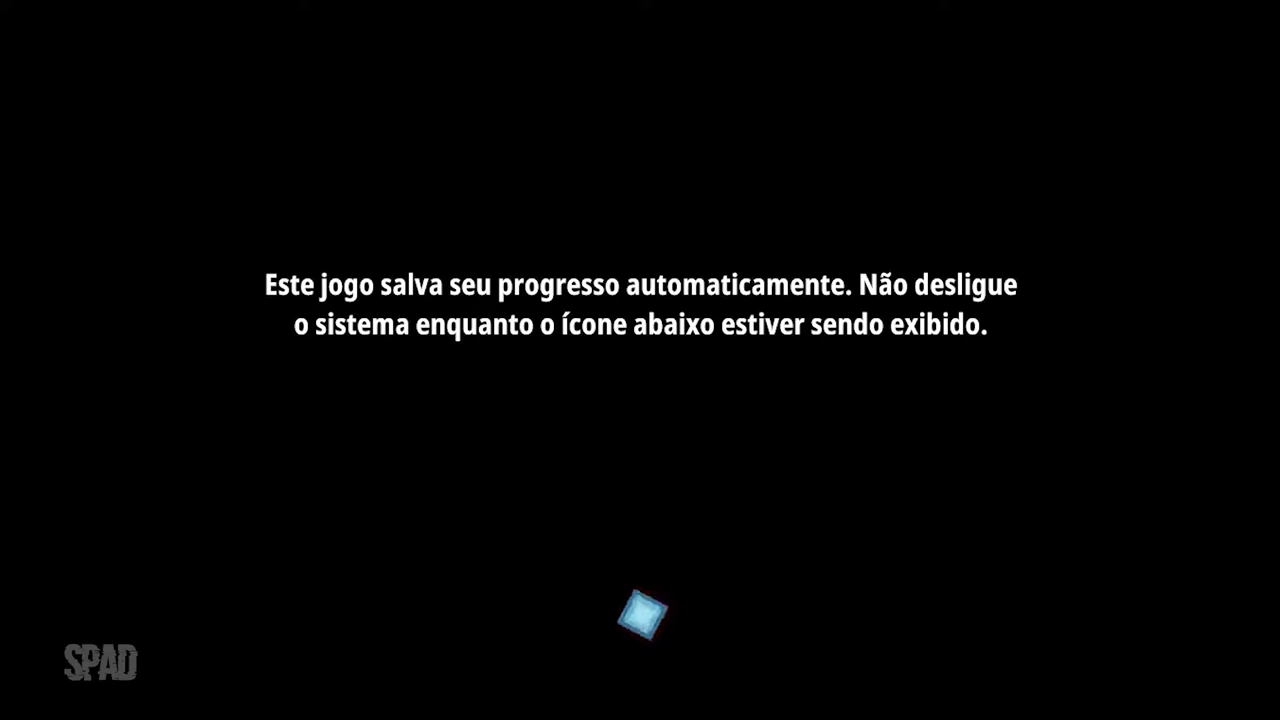 Este jogo salva seu progresso automaticamente. Não desligue
o sistema enquanto o ícone abaixo estiver sendo exibido.
SPAD